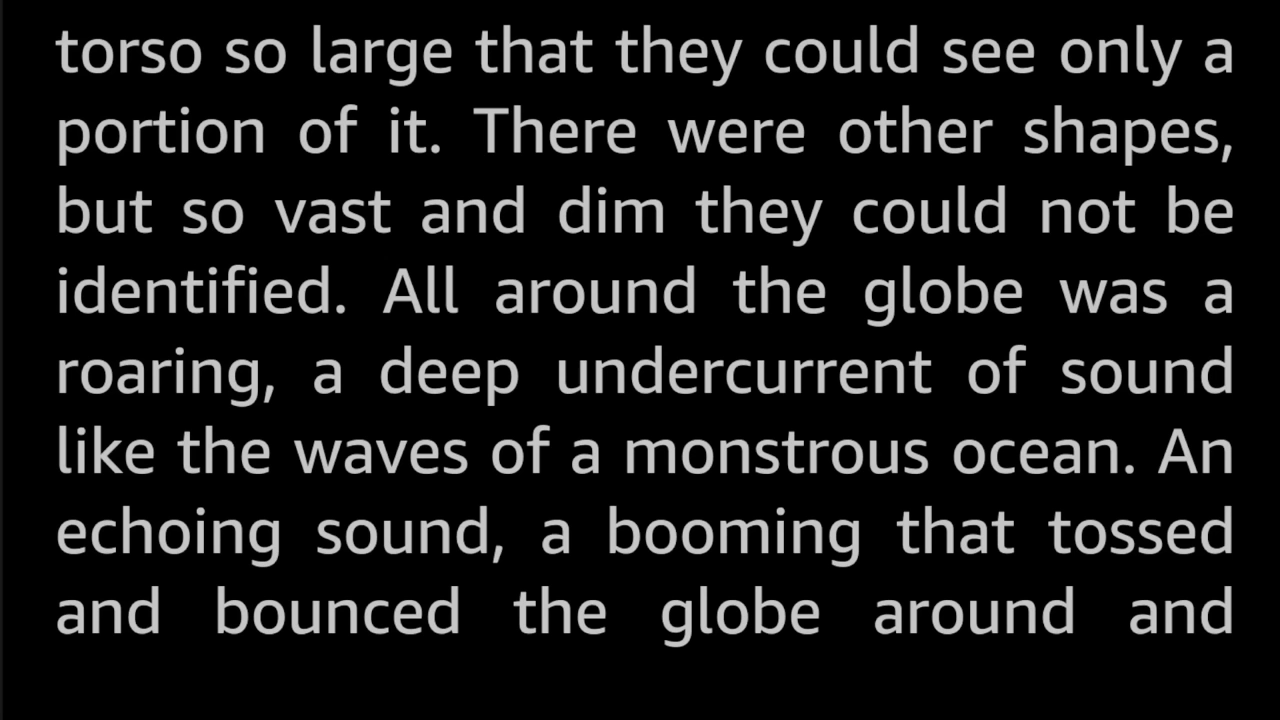 torso so large that they could see only a
portion of it. There were other shapes,
but so vast and dim they could not be
identified. All around the globe was a
roaring, a deep undercurrent of sound
like the waves of a monstrous ocean. An
echoing sound, a booming that tossed
and bounced the globe around and